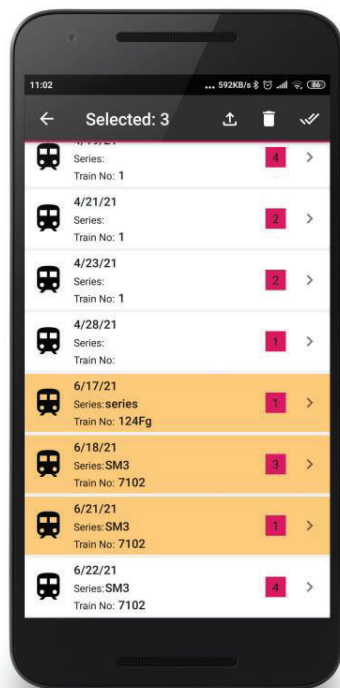 11:02
... 592KB/s 86
Selected: 3
4/19/21
Series:
4
Train No: 1
4/21/21
Series:
2
Train No: 1
4/23/21
Series:
2
Train No: 1
4/28/21
Series:
1
Train No:
6/17/21
Series:series
1
Train No: 124Fg
6/18/21
Series:SM3
3
Train No: 7102
6/21/21
Series:SM3
1
Train No: 7102
6/22/21
Series:SM3
4
Train No: 7102